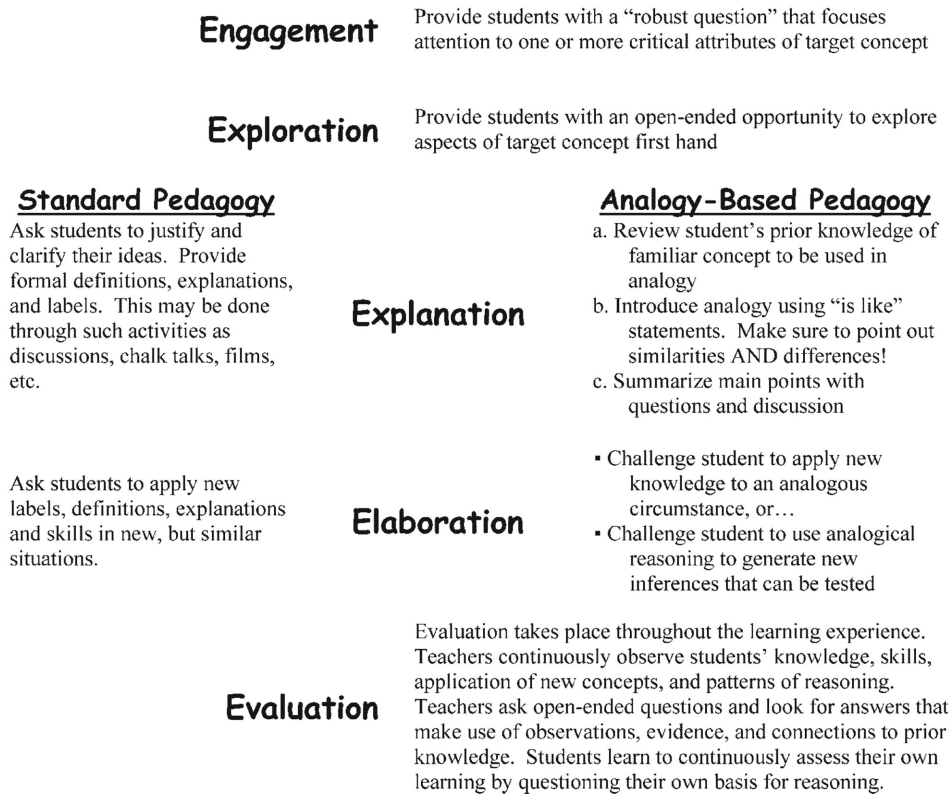 Engagement
Provide students with a “robust question” that focuses
attention to one or more critical attributes of target concept
Exploration
Provide students with an open-ended opportunity to explore
aspects of target concept first hand
Standard Pedagogy
Ask students to justify and
clarify their ideas.  Provide
formal definitions, explanations,
and labels.  This may be done
through such activities as
discussions, chalk talks, films,
etc.
Explanation
Analogy-Based Pedagogy
a. Review student’s prior knowledge of
familiar concept to be used in
analogy
b. Introduce analogy using “is like”
statements.  Make sure to point out
similarities AND differences!
c. Summarize main points with
questions and discussion
Ask students to apply new
labels, definitions, explanations
and skills in new, but similar
situations.
Elaboration
▪ Challenge student to apply new
knowledge to an analogous
circumstance, or…
▪ Challenge student to use analogical
reasoning to generate new
inferences that can be tested
Evaluation
Evaluation takes place throughout the learning experience.
Teachers continuously observe students’ knowledge, skills,
application of new concepts, and patterns of reasoning.
Teachers ask open-ended questions and look for answers that
make use of observations, evidence, and connections to prior
knowledge.  Students learn to continuously assess their own
learning by questioning their own basis for reasoning.